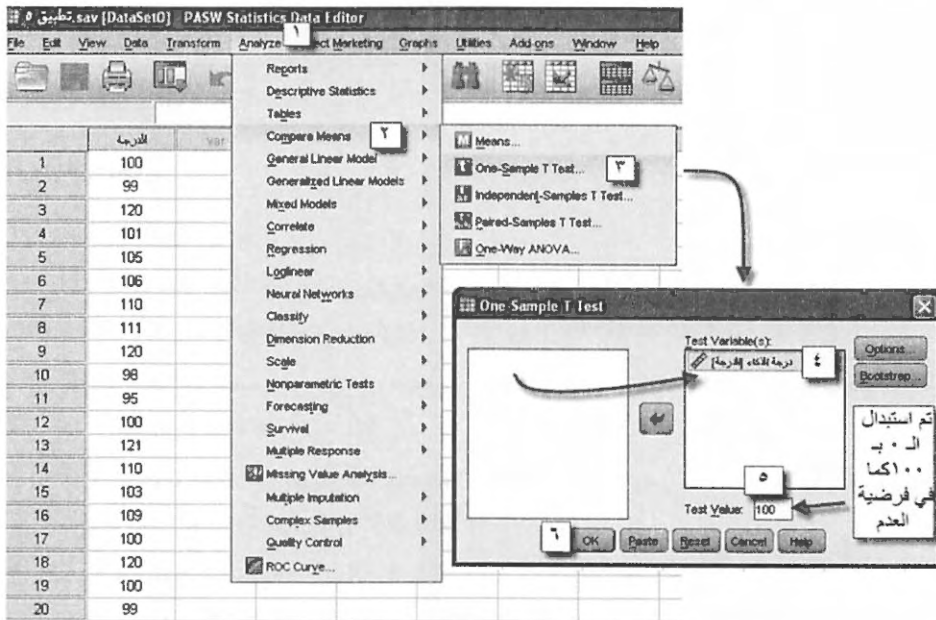 تطبيق ٥.sav [DataSet0] PASW Statistics Data Editor
File Edit View Data Transform Analyze ١ ect Marketing Graphs Utilities Add-ons Window Help
الدرجة var
1 100
2 99
3 120
4 101
5 105
6 106
7 110
8 111
9 120
10 98
11 95
12 100
13 121
14 110
15 103
16 109
17 100
18 120
19 100
20 99
Reports
Descriptive Statistics
Tables
Compare Means ٢
General Linear Model
Generalized Linear Models
Mixed Models
Correlate
Regression
Loglinear
Neural Networks
Classify
Dimension Reduction
Scale
Nonparametric Tests
Forecasting
Survival
Multiple Response
Missing Value Analysis...
Multiple Imputation
Complex Samples
Quality Control
ROC Curve...
Means...
One-Sample T Test... ٣
Independent-Samples T Test...
Paired-Samples T Test...
One-Way ANOVA...
One-Sample T Test
Test Variable(s):
درجة الذكاء [الدرجة] ٤
Options...
Bootstrap...
تم استبدال
الـ ٠ بـ
١٠٠ كما
في فرضية
العدم
٥
Test Value: 100
٦ OK Paste Reset Cancel Help